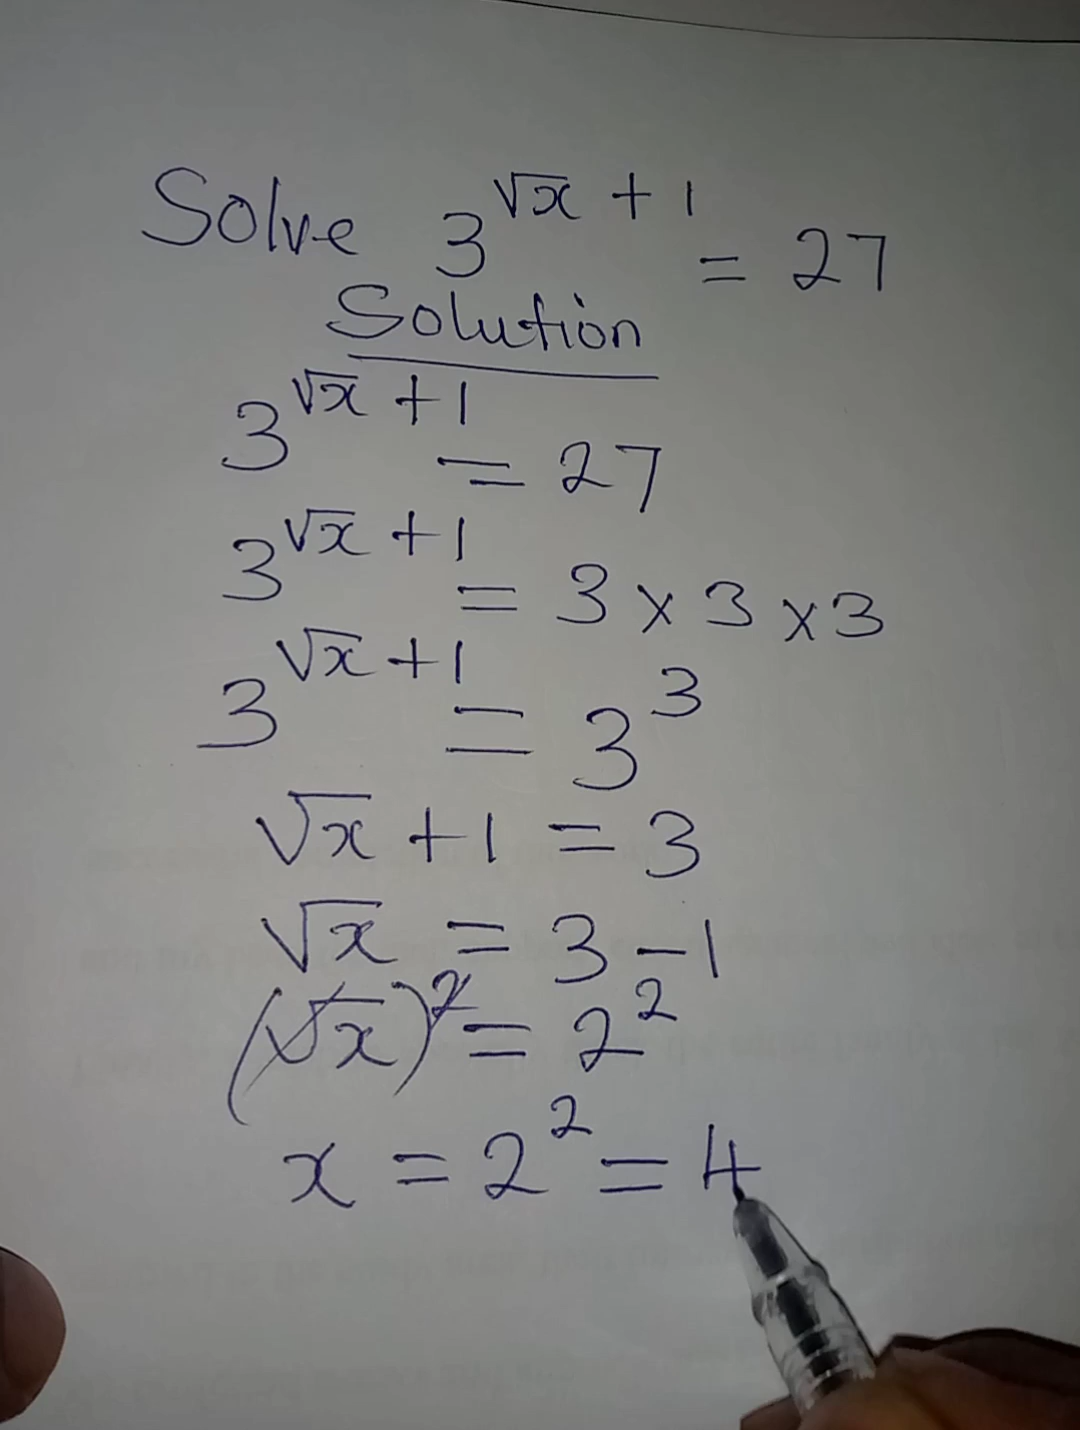 Solve 3^{√x + 1} = 27
Solution
3^{√x + 1} = 27
3^{√x + 1} = 3 × 3 × 3
3^{√x + 1} = 3^3
√x + 1 = 3
√x = 3 - 1
(√x)^2 = 2^2
x = 2^2 = 4